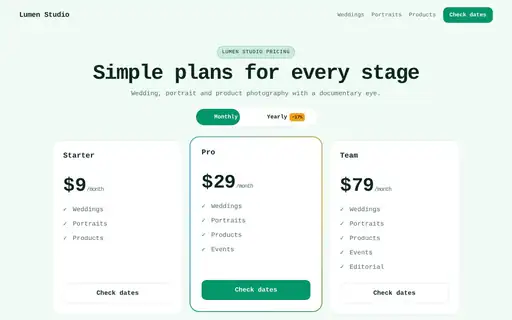 Lumen Studio
Weddings Portraits Products Check dates
LUMEN STUDIO PRICING
Simple plans for every stage
Wedding, portrait and product photography with a documentary eye.
Monthly Yearly -17%
Starter
$9/month
✓ Weddings
✓ Portraits
✓ Products
Check dates
Pro
$29/month
✓ Weddings
✓ Portraits
✓ Products
✓ Events
Check dates
Team
$79/month
✓ Weddings
✓ Portraits
✓ Products
✓ Events
✓ Editorial
Check dates